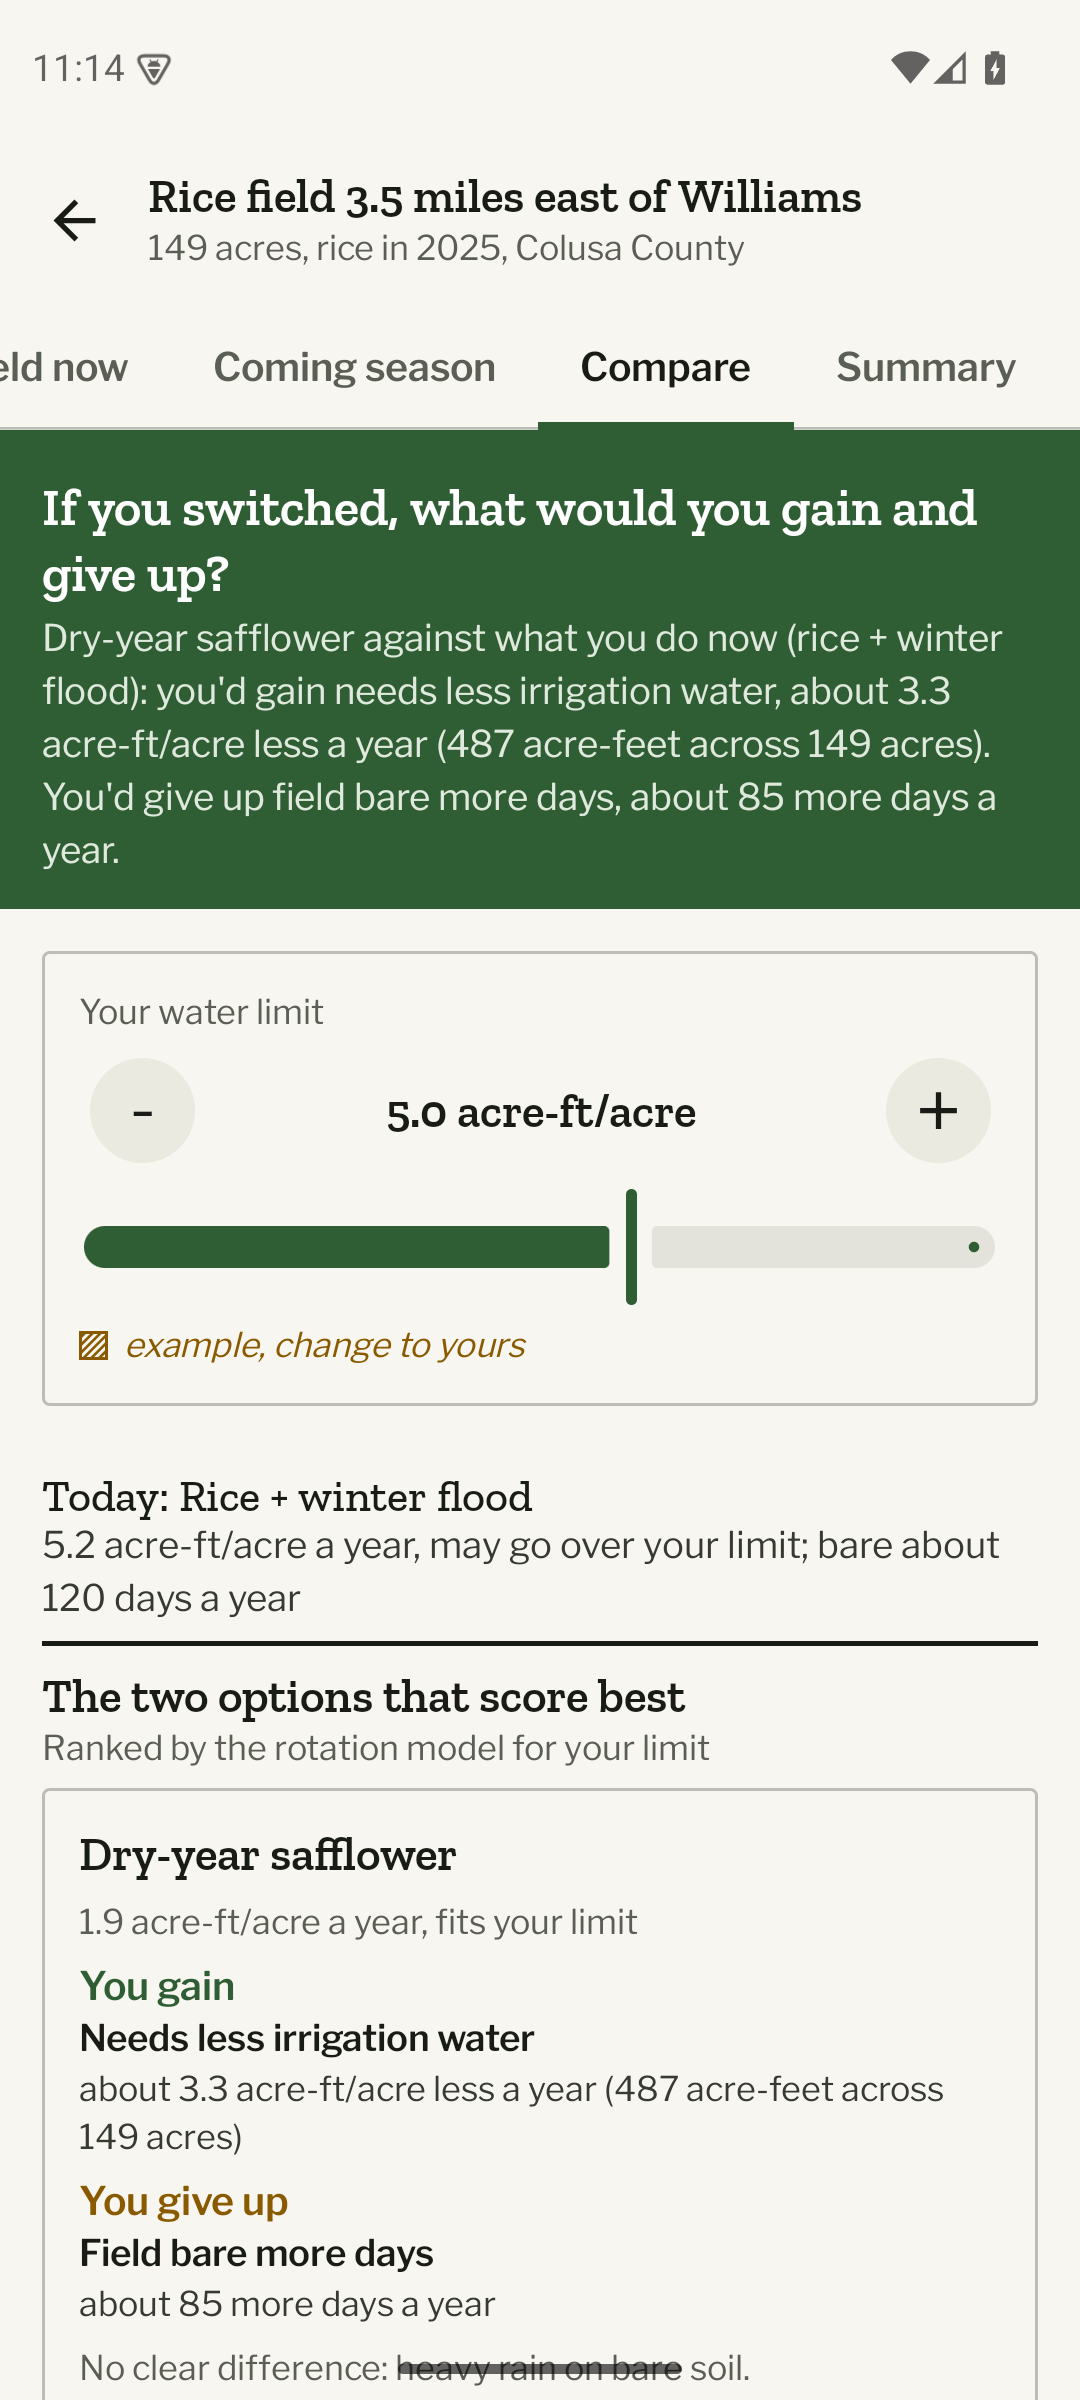 11:14
Rice field 3.5 miles east of Williams
149 acres, rice in 2025, Colusa County
eld now Coming season Compare Summary
If you switched, what would you gain and
give up?
Dry-year safflower against what you do now (rice + winter
flood): you'd gain needs less irrigation water, about 3.3
acre-ft/acre less a year (487 acre-feet across 149 acres).
You'd give up field bare more days, about 85 more days a
year.
Your water limit
- 5.0 acre-ft/acre +
example, change to yours
Today: Rice + winter flood
5.2 acre-ft/acre a year, may go over your limit; bare about
120 days a year
The two options that score best
Ranked by the rotation model for your limit
Dry-year safflower
1.9 acre-ft/acre a year, fits your limit
You gain
Needs less irrigation water
about 3.3 acre-ft/acre less a year (487 acre-feet across
149 acres)
You give up
Field bare more days
about 85 more days a year
No clear difference: heavy rain on bare soil.